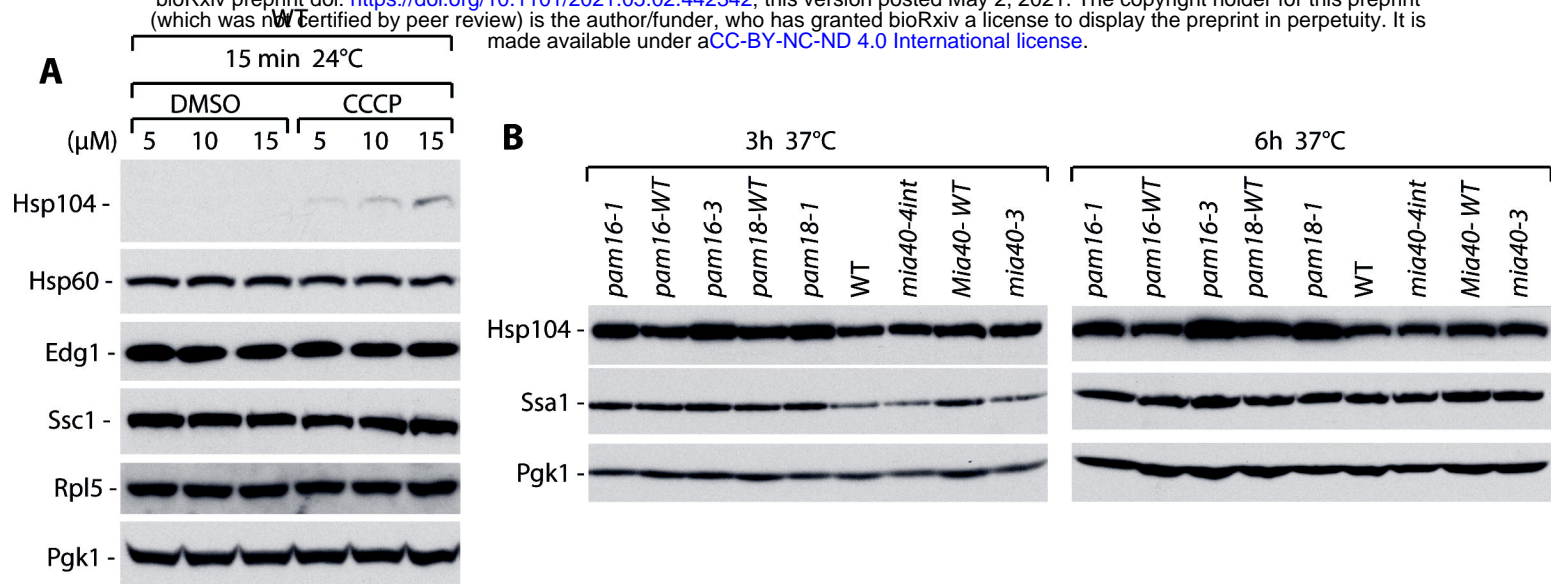 bioRxiv preprint doi: https://doi.org/10.1101/2021.05.02.442342; this version posted May 2, 2021. The copyright holder for this preprint
(which was not certified by peer review) is the author/funder, who has granted bioRxiv a license to display the preprint in perpetuity. It is
made available under aCC-BY-NC-ND 4.0 International license.
WT
15 min 24°C
A
DMSO CCCP
(µM) 5 10 15 5 10 15
Hsp104 -
Hsp60 -
Edg1 -
Ssc1 -
Rpl5 -
Pgk1 -
B
3h 37°C 6h 37°C
pam16-1 pam16-WT pam16-3 pam18-WT pam18-1 WT mia40-4int Mia40- WT mia40-3
pam16-1 pam16-WT pam16-3 pam18-WT pam18-1 WT mia40-4int Mia40- WT mia40-3
Hsp104 -
Ssa1 -
Pgk1 -